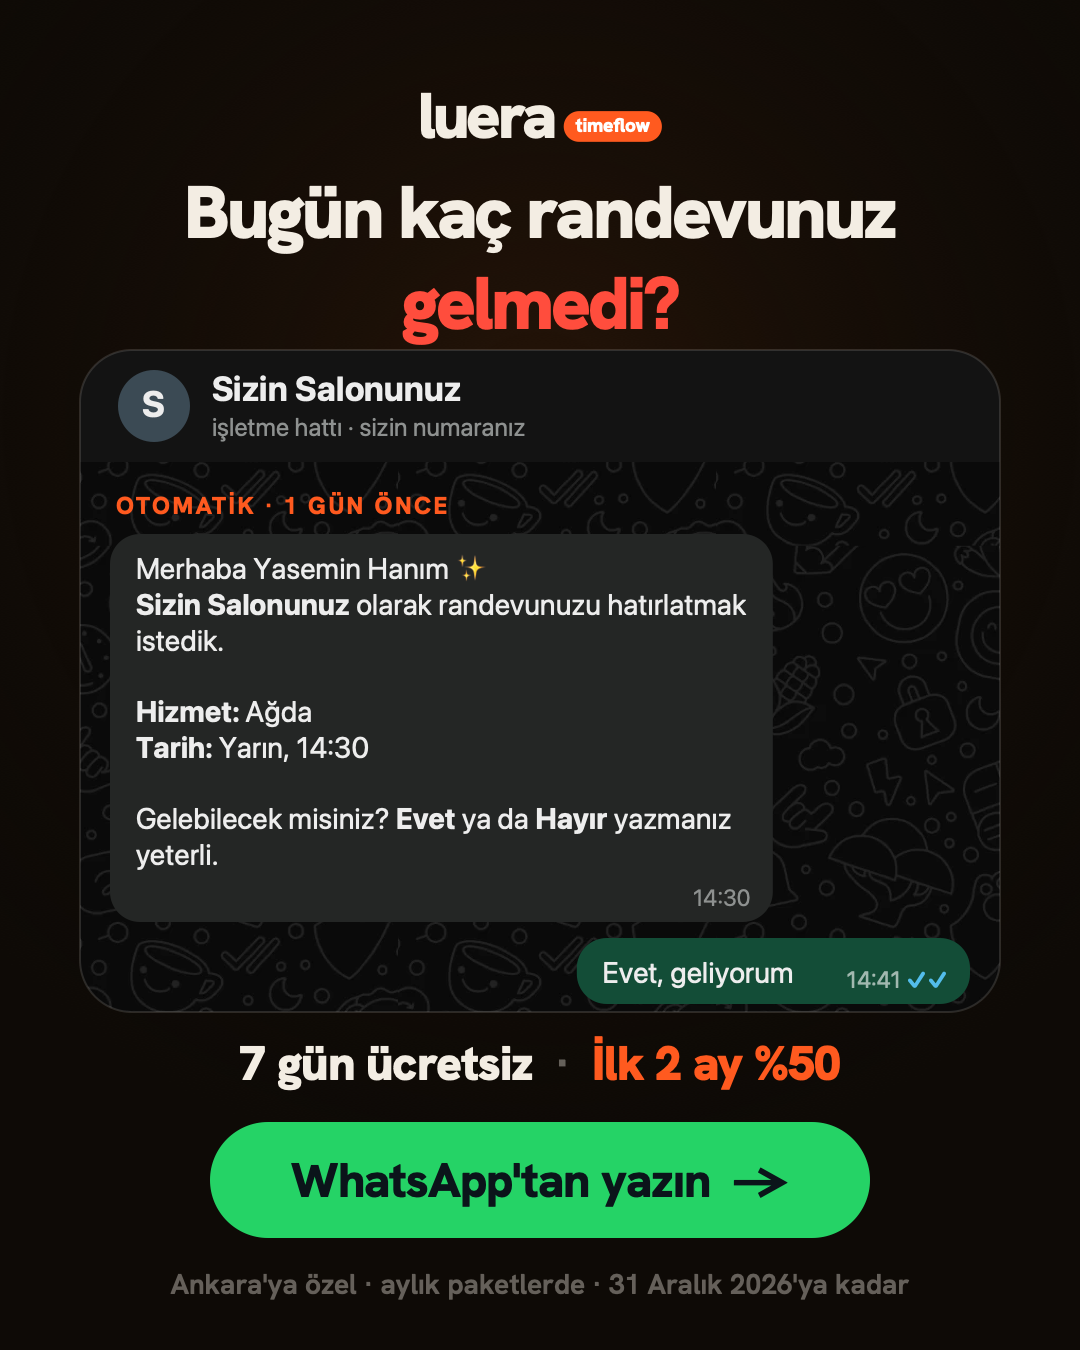 luera timeflow
Bugün kaç randevunuz
gelmedi?
S
Sizin Salonunuz
işletme hattı · sizin numaranız
OTOMATİK · 1 GÜN ÖNCE
Merhaba Yasemin Hanım ✨
Sizin Salonunuz olarak randevunuzu hatırlatmak
istedik.
Hizmet: Ağda
Tarih: Yarın, 14:30
Gelebilecek misiniz? Evet ya da Hayır yazmanız
yeterli.
14:30
Evet, geliyorum 14:41
7 gün ücretsiz · İlk 2 ay %50
WhatsApp'tan yazın →
Ankara'ya özel · aylık paketlerde · 31 Aralık 2026'ya kadar